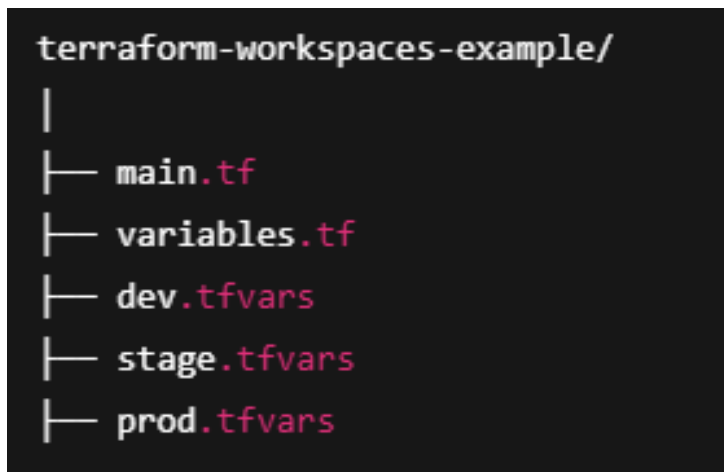 terraform-workspaces-example/
│
├── main.tf
├── variables.tf
├── dev.tfvars
├── stage.tfvars
├── prod.tfvars